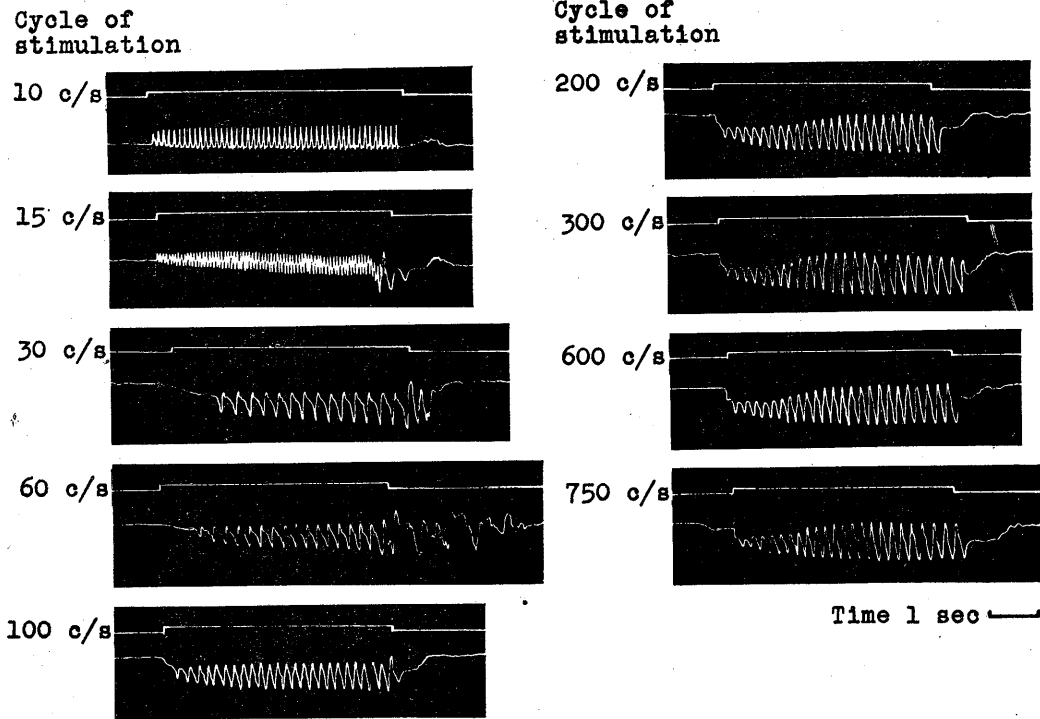 Cycle of
stimulation
10 c/s
15 c/s
30 c/s
60 c/s
100 c/s
Cycle of
stimulation
200 c/s
300 c/s
600 c/s
750 c/s
Time 1 sec